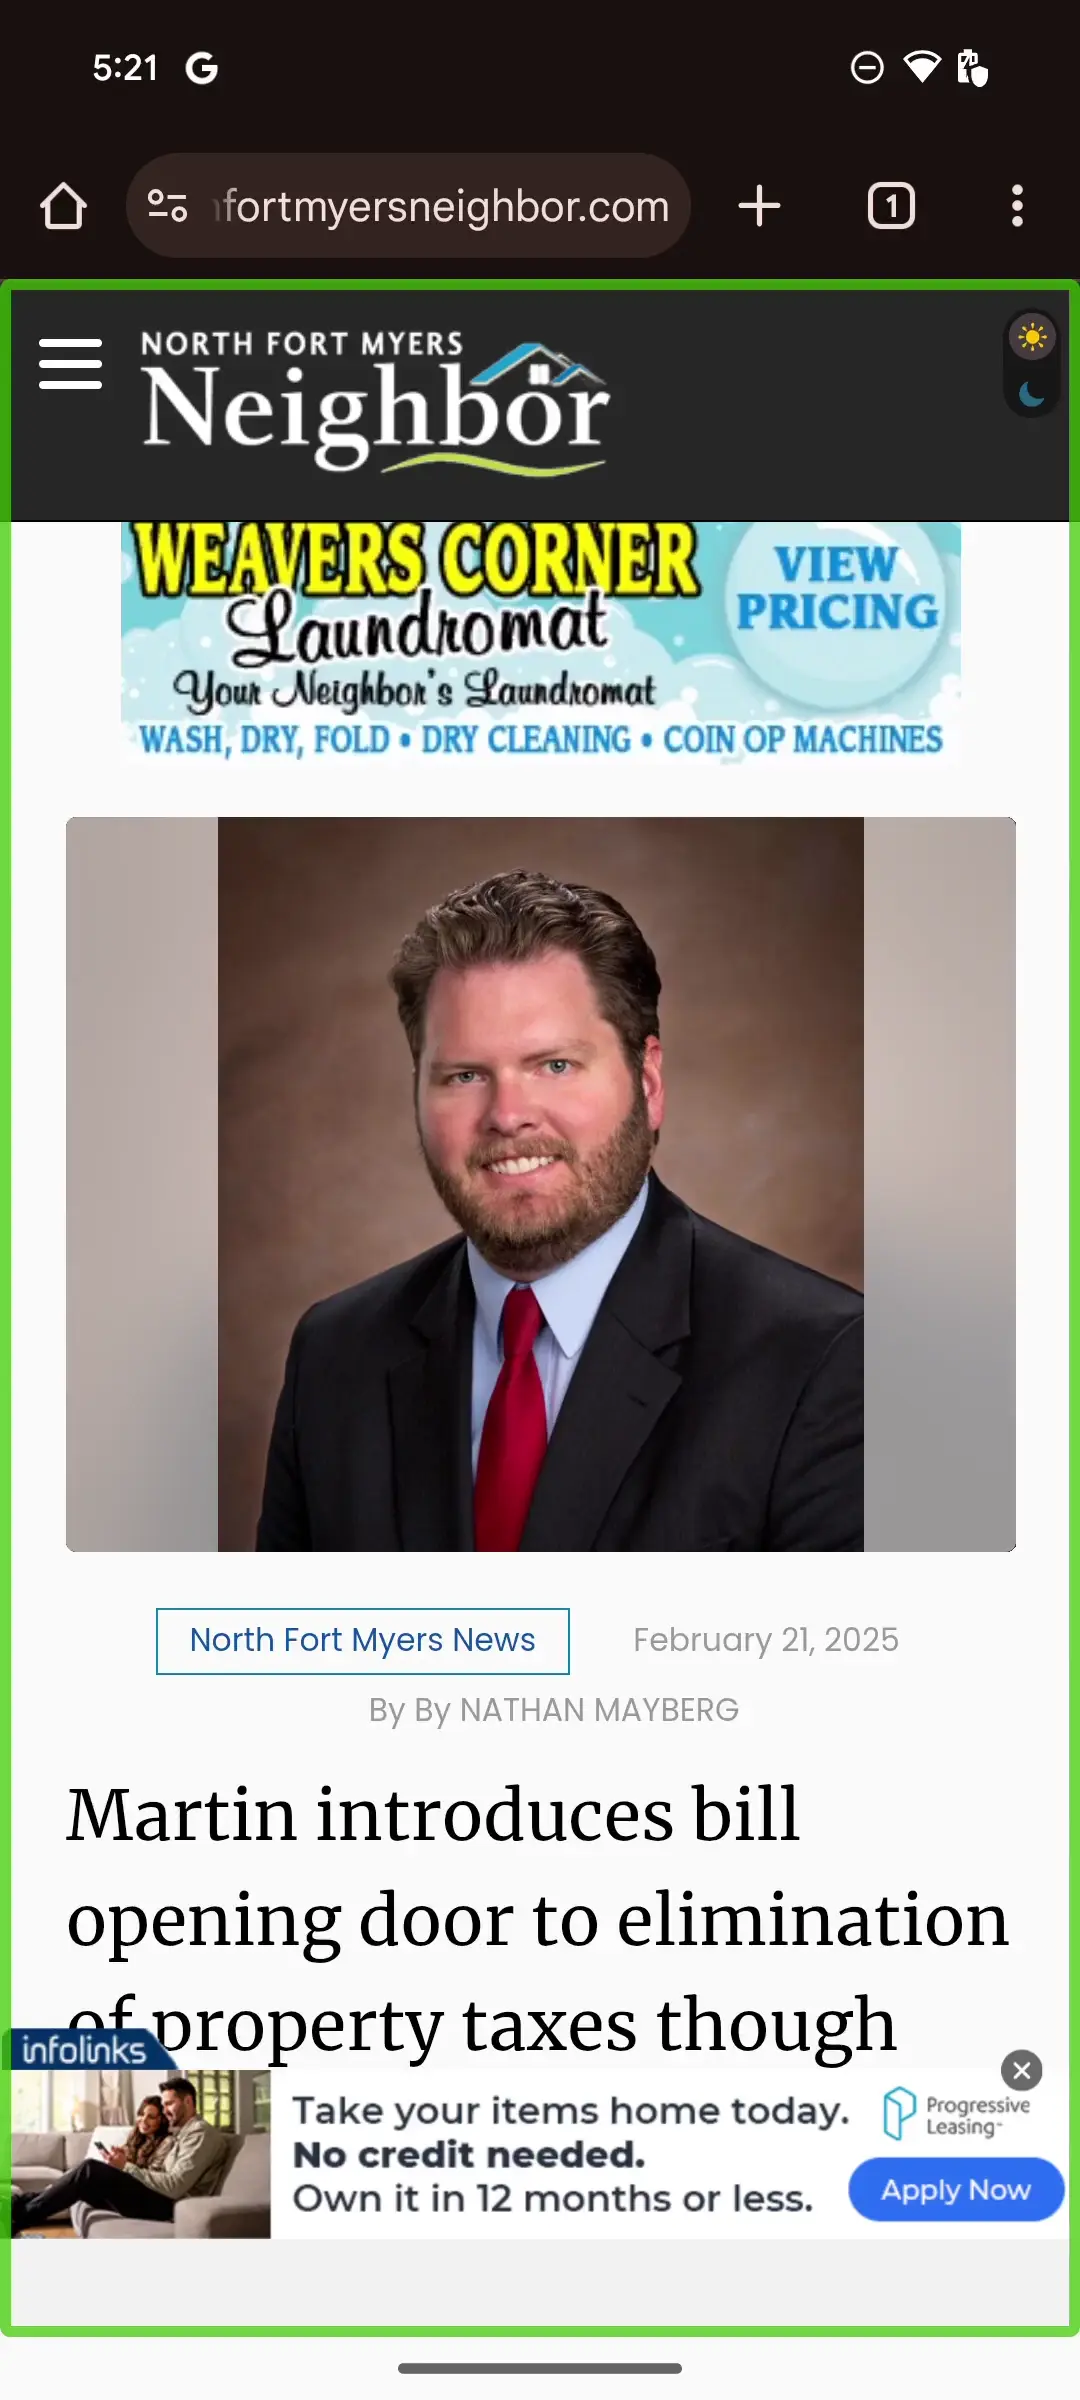 5:21
nfortmyersneighbor.com
1
NORTH FORT MYERS
Neighbor
WEAVERS CORNER
Laundromat
Your Neighbor's Laundromat
VIEW
PRICING
WASH, DRY, FOLD • DRY CLEANING • COIN OP MACHINES
North Fort Myers News
February 21, 2025
By By NATHAN MAYBERG
Martin introduces bill
opening door to elimination
of property taxes though
infolinks
Take your items home today.
No credit needed.
Own it in 12 months or less.
Progressive
Leasing
Apply Now